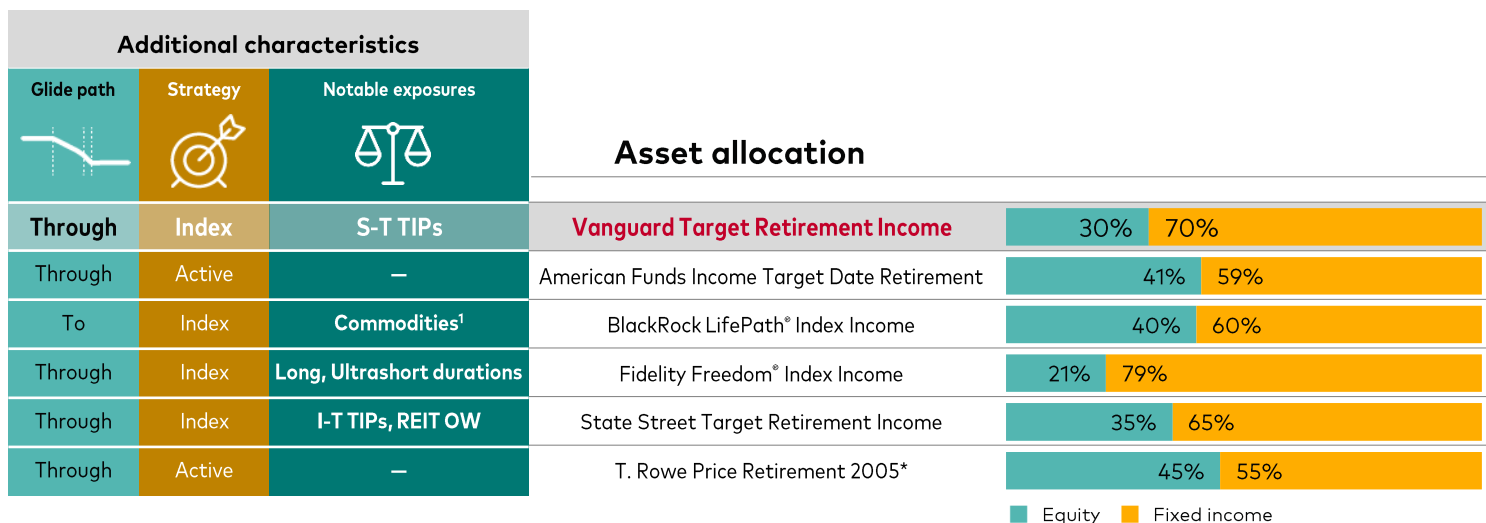 Additional characteristics
Glide path Strategy Notable exposures
Asset allocation
Through Index S-T TIPs Vanguard Target Retirement Income 30% 70%
Through Active — American Funds Income Target Date Retirement 41% 59%
To Index Commodities¹ BlackRock LifePath® Index Income 40% 60%
Through Index Long, Ultrashort durations Fidelity Freedom® Index Income 21% 79%
Through Index I-T TIPs, REIT OW State Street Target Retirement Income 35% 65%
Through Active — T. Rowe Price Retirement 2005* 45% 55%
Equity Fixed income